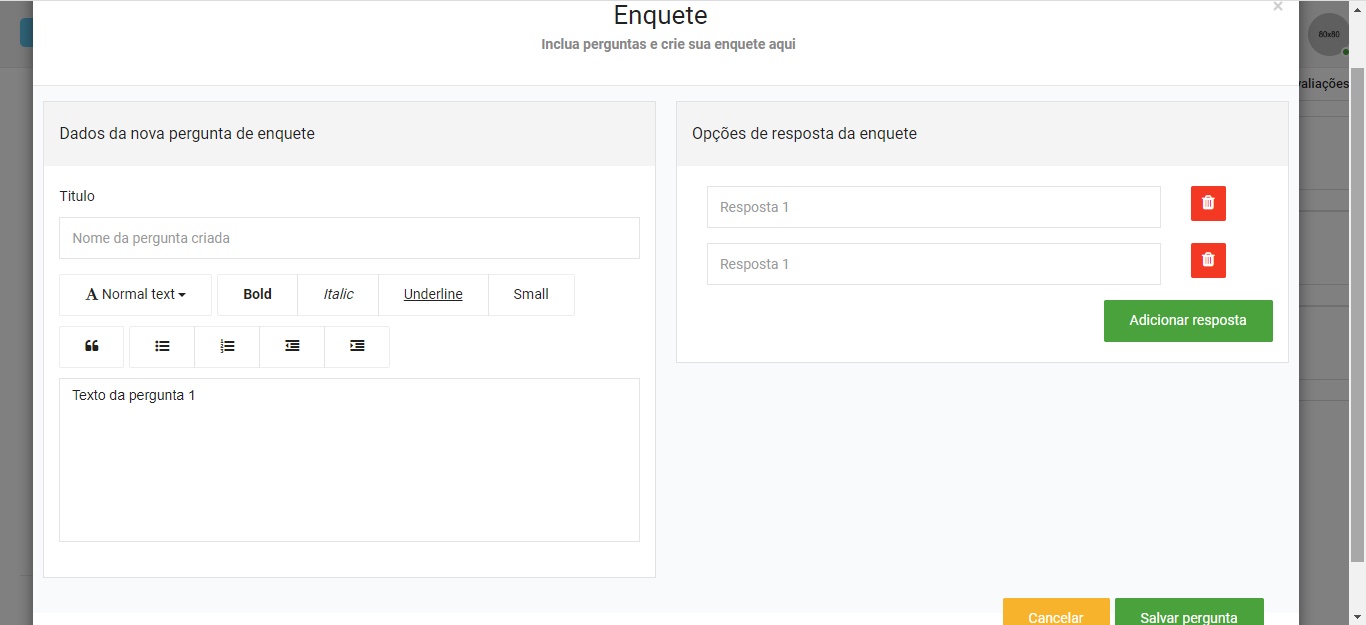 Enquete
×
Inclua perguntas e crie sua enquete aqui
80x80
valiações
Dados da nova pergunta de enquete
Titulo
Nome da pergunta criada
A Normal text
Bold
Italic
Underline
Small
Texto da pergunta 1
Opções de resposta da enquete
Resposta 1
Resposta 1
Adicionar resposta
Cancelar
Salvar pergunta